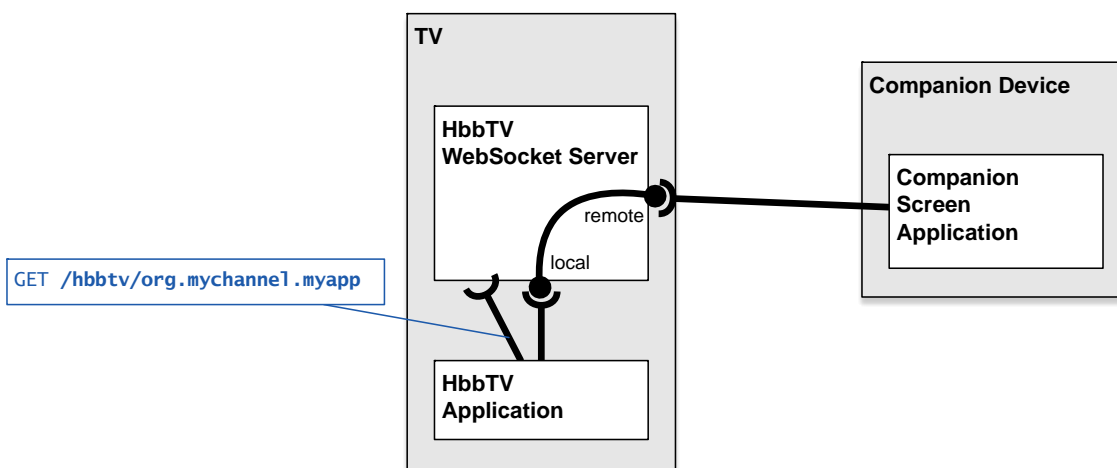 TV
HbbTV
WebSocket Server
remote
local
GET /hbbtv/org.mychannel.myapp
HbbTV
Application
Companion Device
Companion
Screen
Application